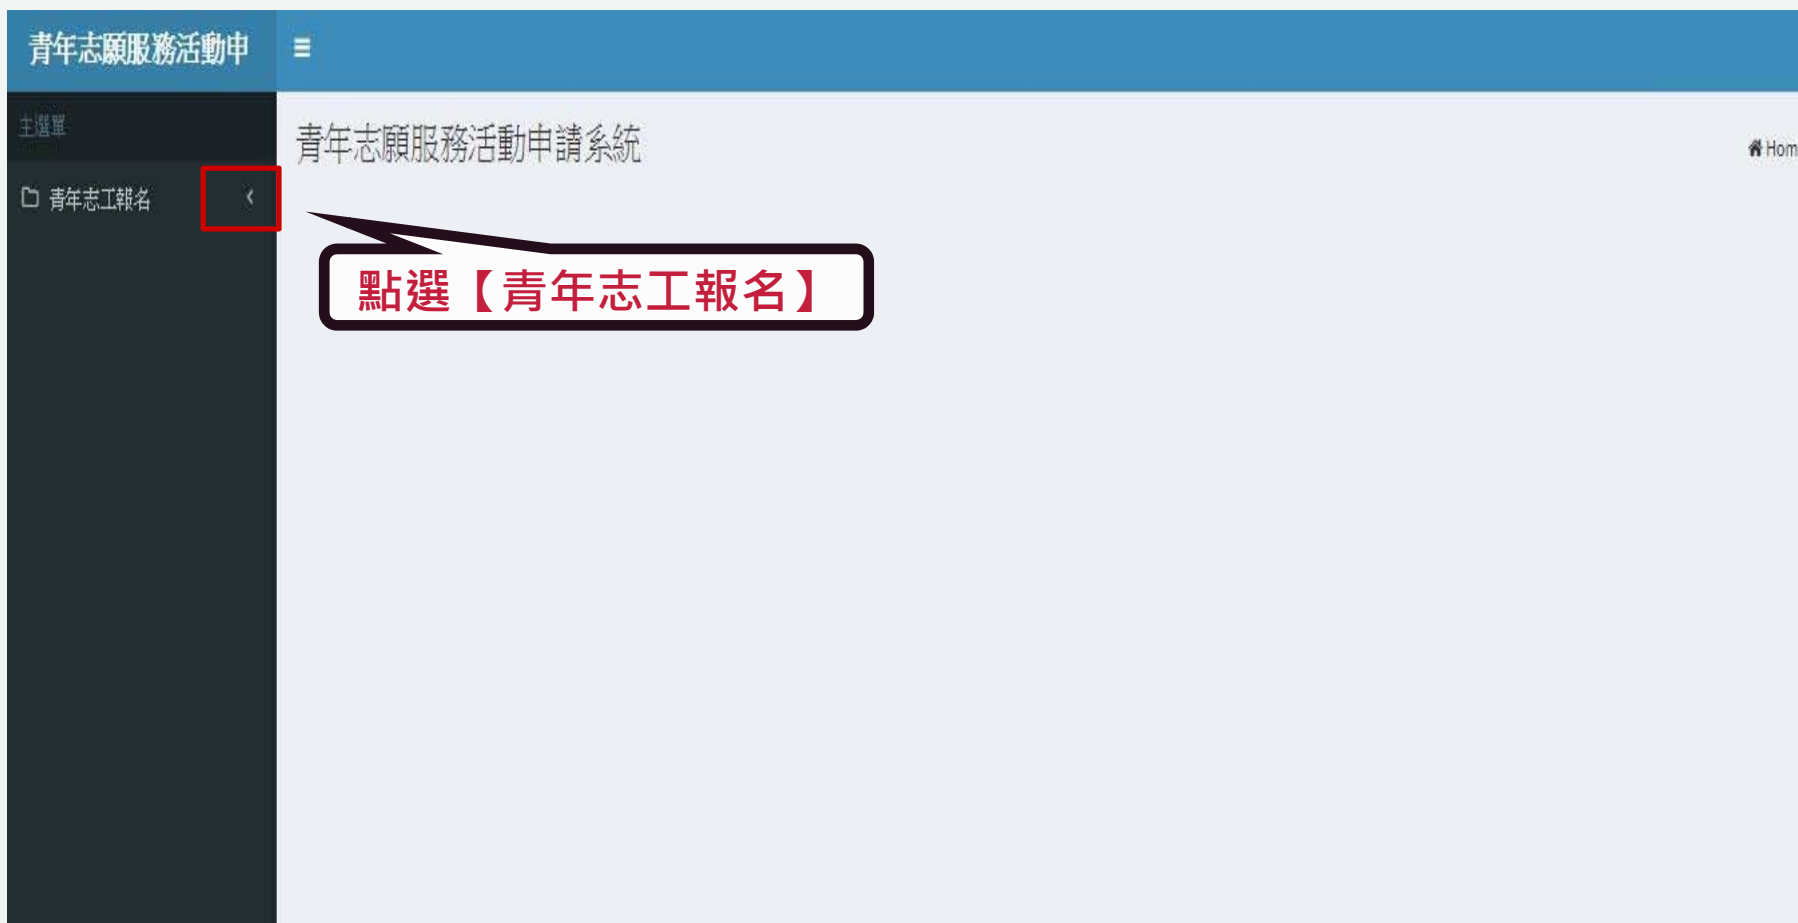 青年志願服務活動申
主選單
青年志願服務活動申請系統
Hom
青年志工報名
點選【青年志工報名】